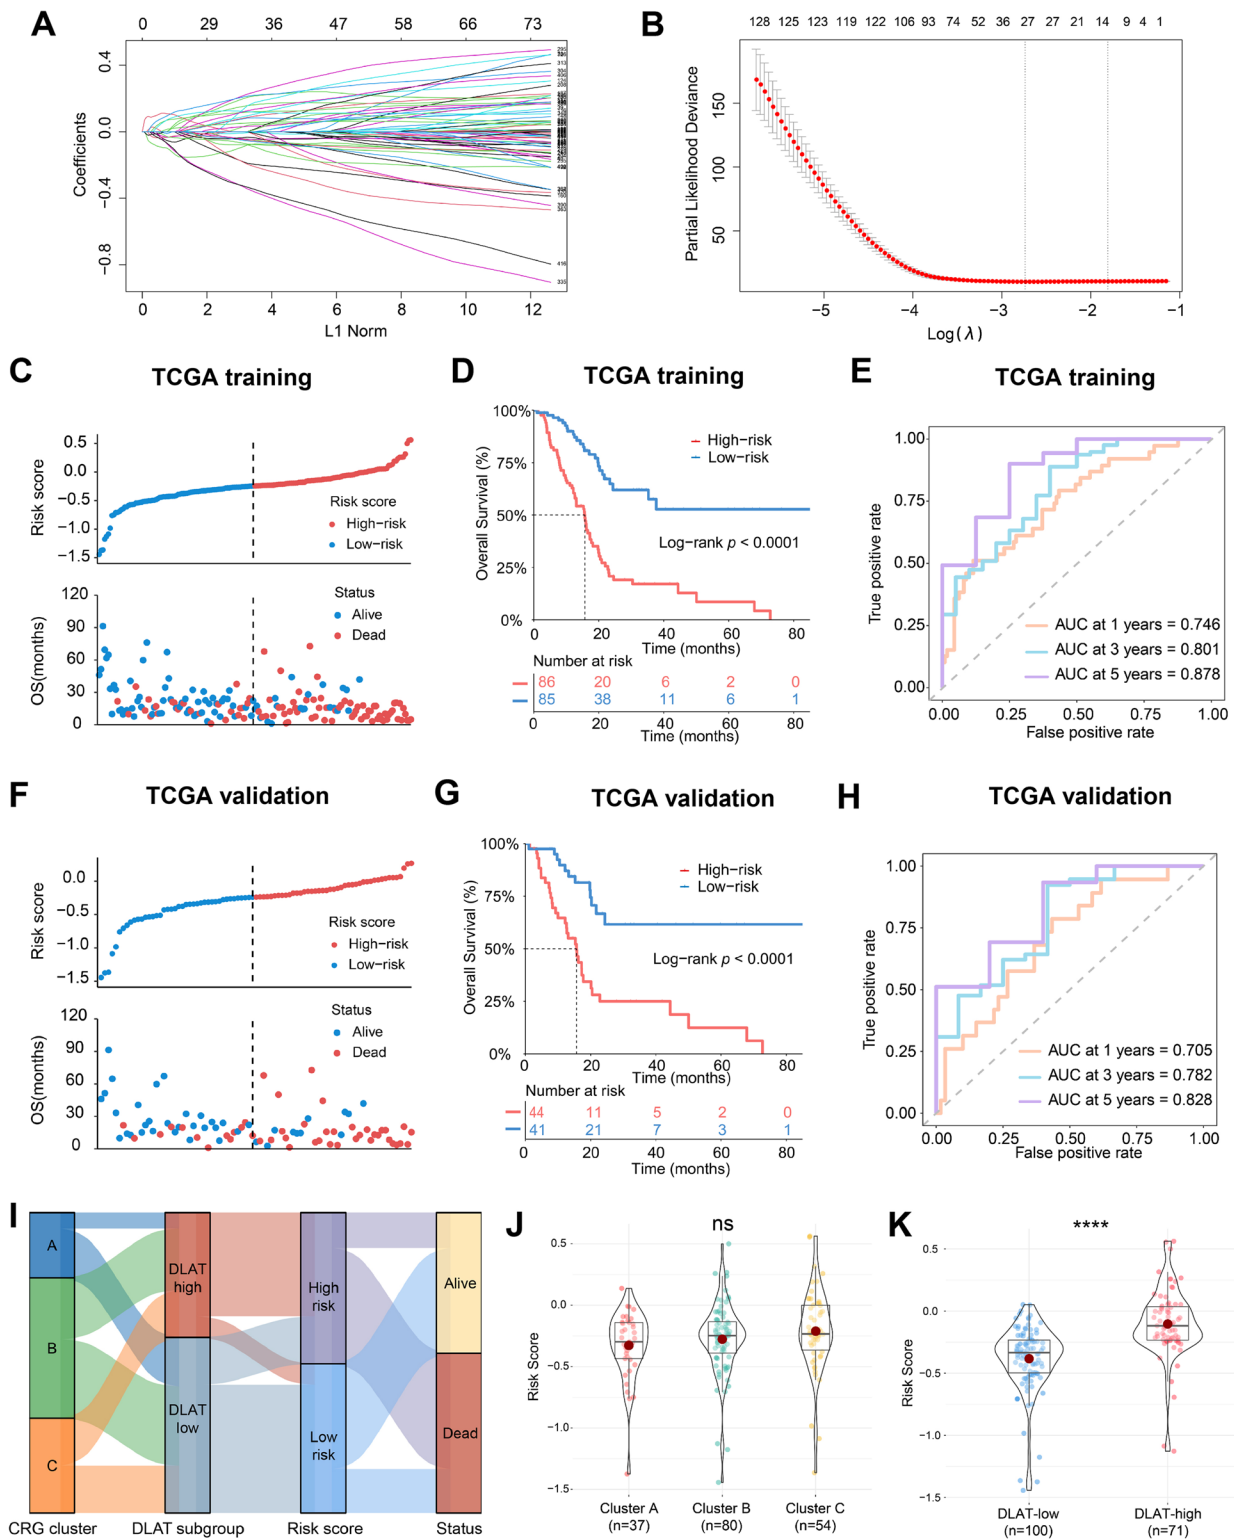 A
0 29 36 47 58 66 73
0.4
0.0
−0.4
−0.8
Coefficients
313
416
335
0 2 4 6 8 10 12
L1 Norm
B
128 125 123 119 122 106 93 74 52 36 27 27 21 14 9 4 1
150
100
50
Partial Likelihood Deviance
−5 −4 −3 −2 −1
Log(λ)
C
TCGA training
0.5
0.0
−0.5
−1.0
−1.5
Risk score
Risk score
High−risk
Low−risk
120
90
60
30
0
OS(months)
Status
Alive
Dead
D
TCGA training
100%
75%
50%
25%
0%
Overall Survival (%)
High−risk
Low−risk
Log−rank p < 0.0001
0 20 40 60 80
Time (months)
Number at risk
86 20 6 2 0
85 38 11 6 1
0 20 40 60 80
Time (months)
E
TCGA training
1.00
0.75
0.50
0.25
0.00
True positive rate
AUC at 1 years = 0.746
AUC at 3 years = 0.801
AUC at 5 years = 0.878
0.00 0.25 0.50 0.75 1.00
False positive rate
F
TCGA validation
0.0
−0.5
−1.0
−1.5
Risk score
Risk score
High−risk
Low−risk
120
90
60
30
0
OS(months)
Status
Alive
Dead
G
TCGA validation
100%
75%
50%
25%
0%
Overall Survival (%)
High−risk
Low−risk
Log−rank p < 0.0001
0 20 40 60 80
Time (months)
Number at risk
44 11 5 2 0
41 21 7 3 1
0 20 40 60 80
Time (months)
H
TCGA validation
1.00
0.75
0.50
0.25
0.00
True positive rate
AUC at 1 years = 0.705
AUC at 3 years = 0.782
AUC at 5 years = 0.828
0.00 0.25 0.50 0.75 1.00
False positive rate
I
A
B
C
DLAT
high
DLAT
low
High
risk
Low
risk
Alive
Dead
CRG cluster DLAT subgroup Risk score Status
J
ns
0.5
0.0
−0.5
−1.0
−1.5
Risk Score
Cluster A Cluster B Cluster C
(n=37) (n=80) (n=54)
K
****
0.5
0.0
−0.5
−1.0
−1.5
Risk Score
DLAT−low DLAT−high
(n=100) (n=71)